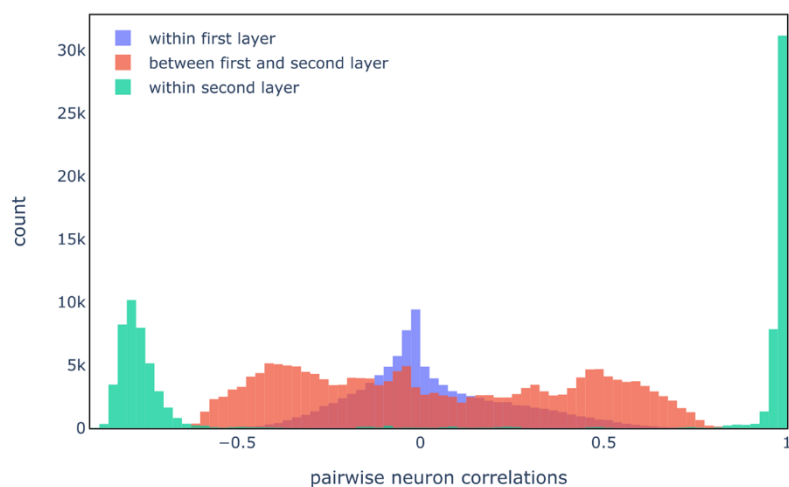 within first layer
between first and second layer
within second layer
30k
25k
20k
15k
10k
5k
0
count
−0.5
0
0.5
1
pairwise neuron correlations